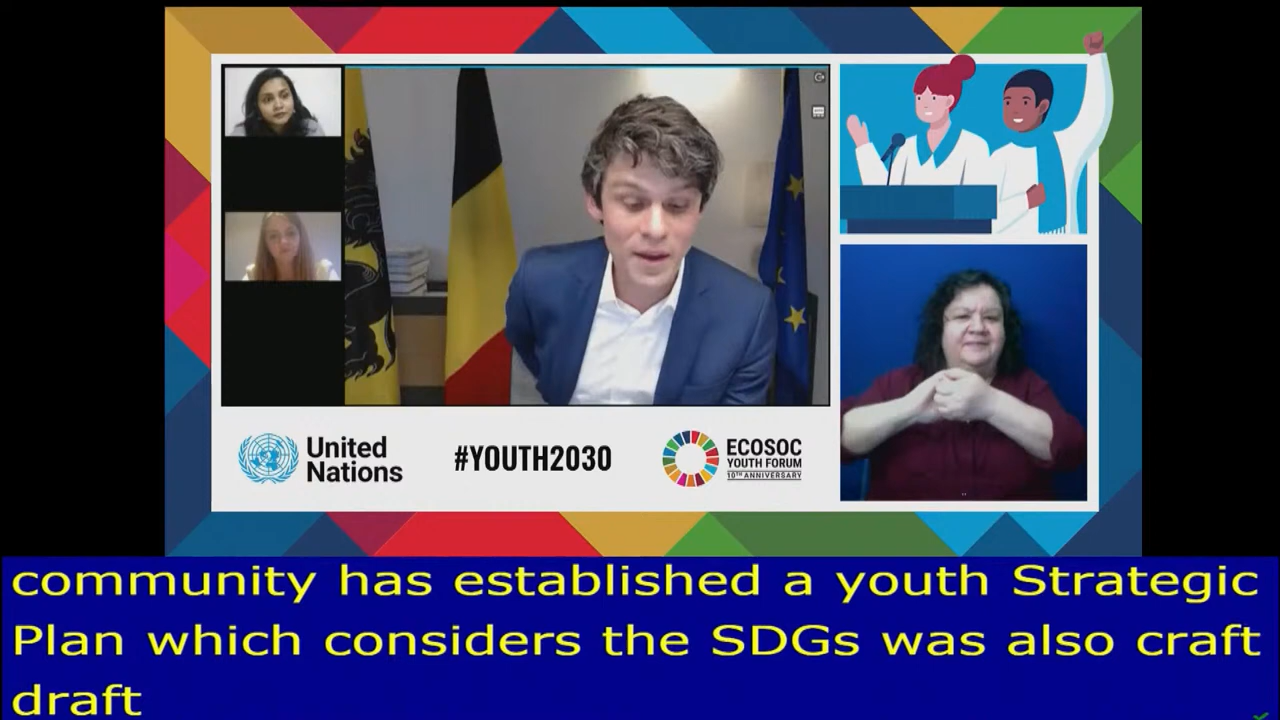 United
Nations
#YOUTH2030
ECOSOC
YOUTH FORUM
10TH ANNIVERSARY
community has established a youth Strategic
Plan which considers the SDGs was also craft
draft